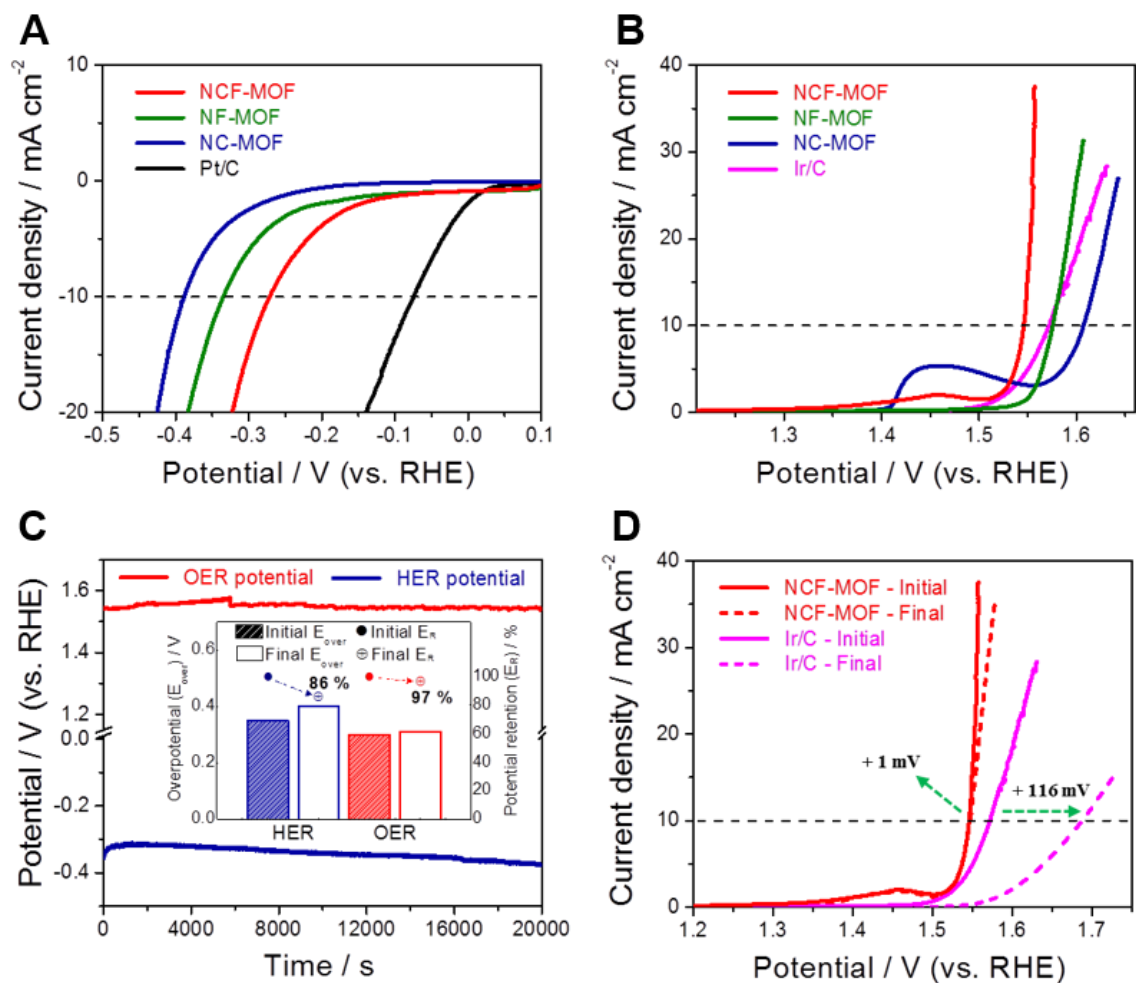 A
10
0
-10
-20
-0.5
-0.4
-0.3
-0.2
-0.1
0.0
0.1
NCF-MOF
NF-MOF
NC-MOF
Pt/C
Current density / mA cm⁻²
Potential / V (vs. RHE)
B
40
30
20
10
0
1.3
1.4
1.5
1.6
NCF-MOF
NF-MOF
NC-MOF
Ir/C
Current density / mA cm⁻²
Potential / V (vs. RHE)
C
OER potential
HER potential
1.6
1.4
1.2
0.0
-0.2
-0.4
0
4000
8000
12000
16000
20000
Potential / V (vs. RHE)
Time / s
Initial E_over
Initial E_R
Final E_over
Final E_R
86 %
97 %
0.6
0.4
0.2
0.0
100
80
60
40
20
0
HER
OER
Overpotential (E_over) / V
Potential retention (E_R) / %
D
NCF-MOF - Initial
NCF-MOF - Final
Ir/C - Initial
Ir/C - Final
+ 1 mV
+ 116 mV
40
30
20
10
0
1.2
1.3
1.4
1.5
1.6
1.7
Current density / mA cm⁻²
Potential / V (vs. RHE)